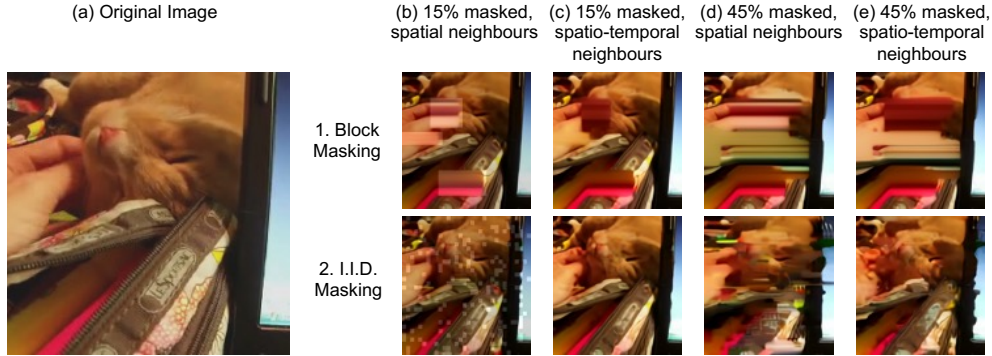 (a) Original Image
(b) 15% masked,
spatial neighbours
(c) 15% masked,
spatio-temporal
neighbours
(d) 45% masked,
spatial neighbours
(e) 45% masked,
spatio-temporal
neighbours
1. Block
Masking
2. I.I.D.
Masking